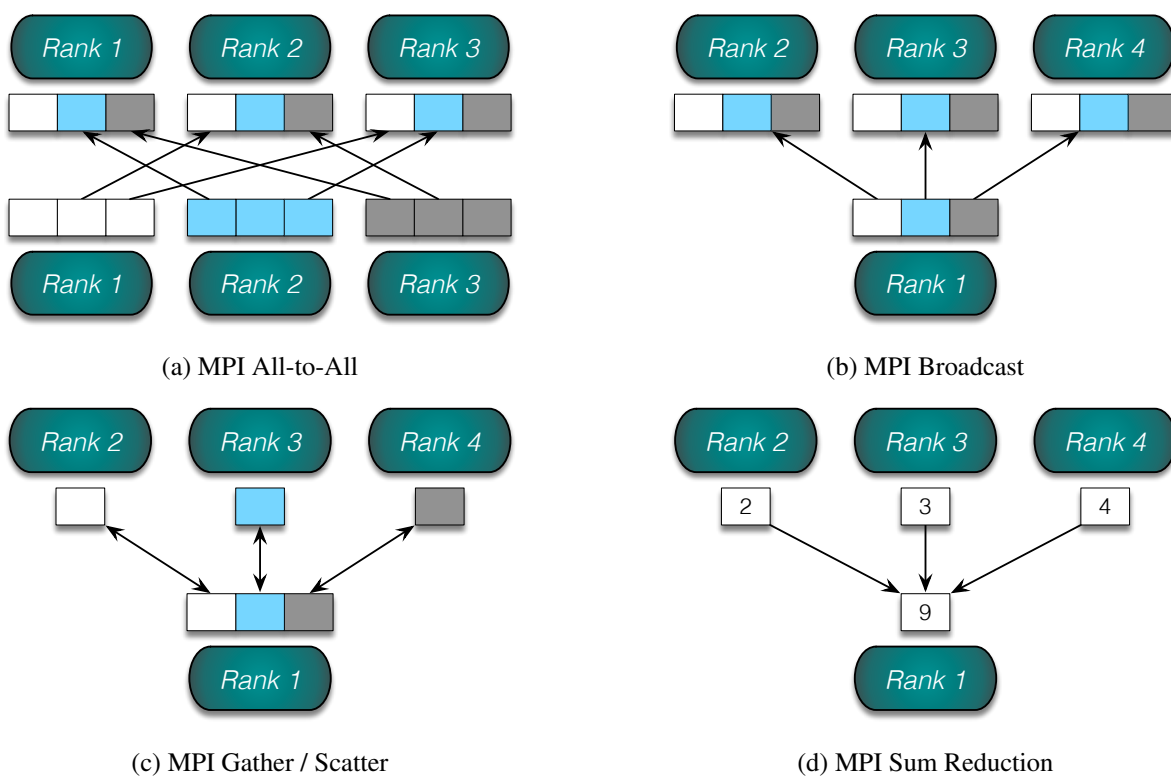 Rank 1 Rank 2 Rank 3
Rank 1 Rank 2 Rank 3
(a) MPI All-to-All
Rank 2 Rank 3 Rank 4
Rank 1
(b) MPI Broadcast
Rank 2 Rank 3 Rank 4
Rank 1
(c) MPI Gather / Scatter
Rank 2 Rank 3 Rank 4
2 3 4
9
Rank 1
(d) MPI Sum Reduction